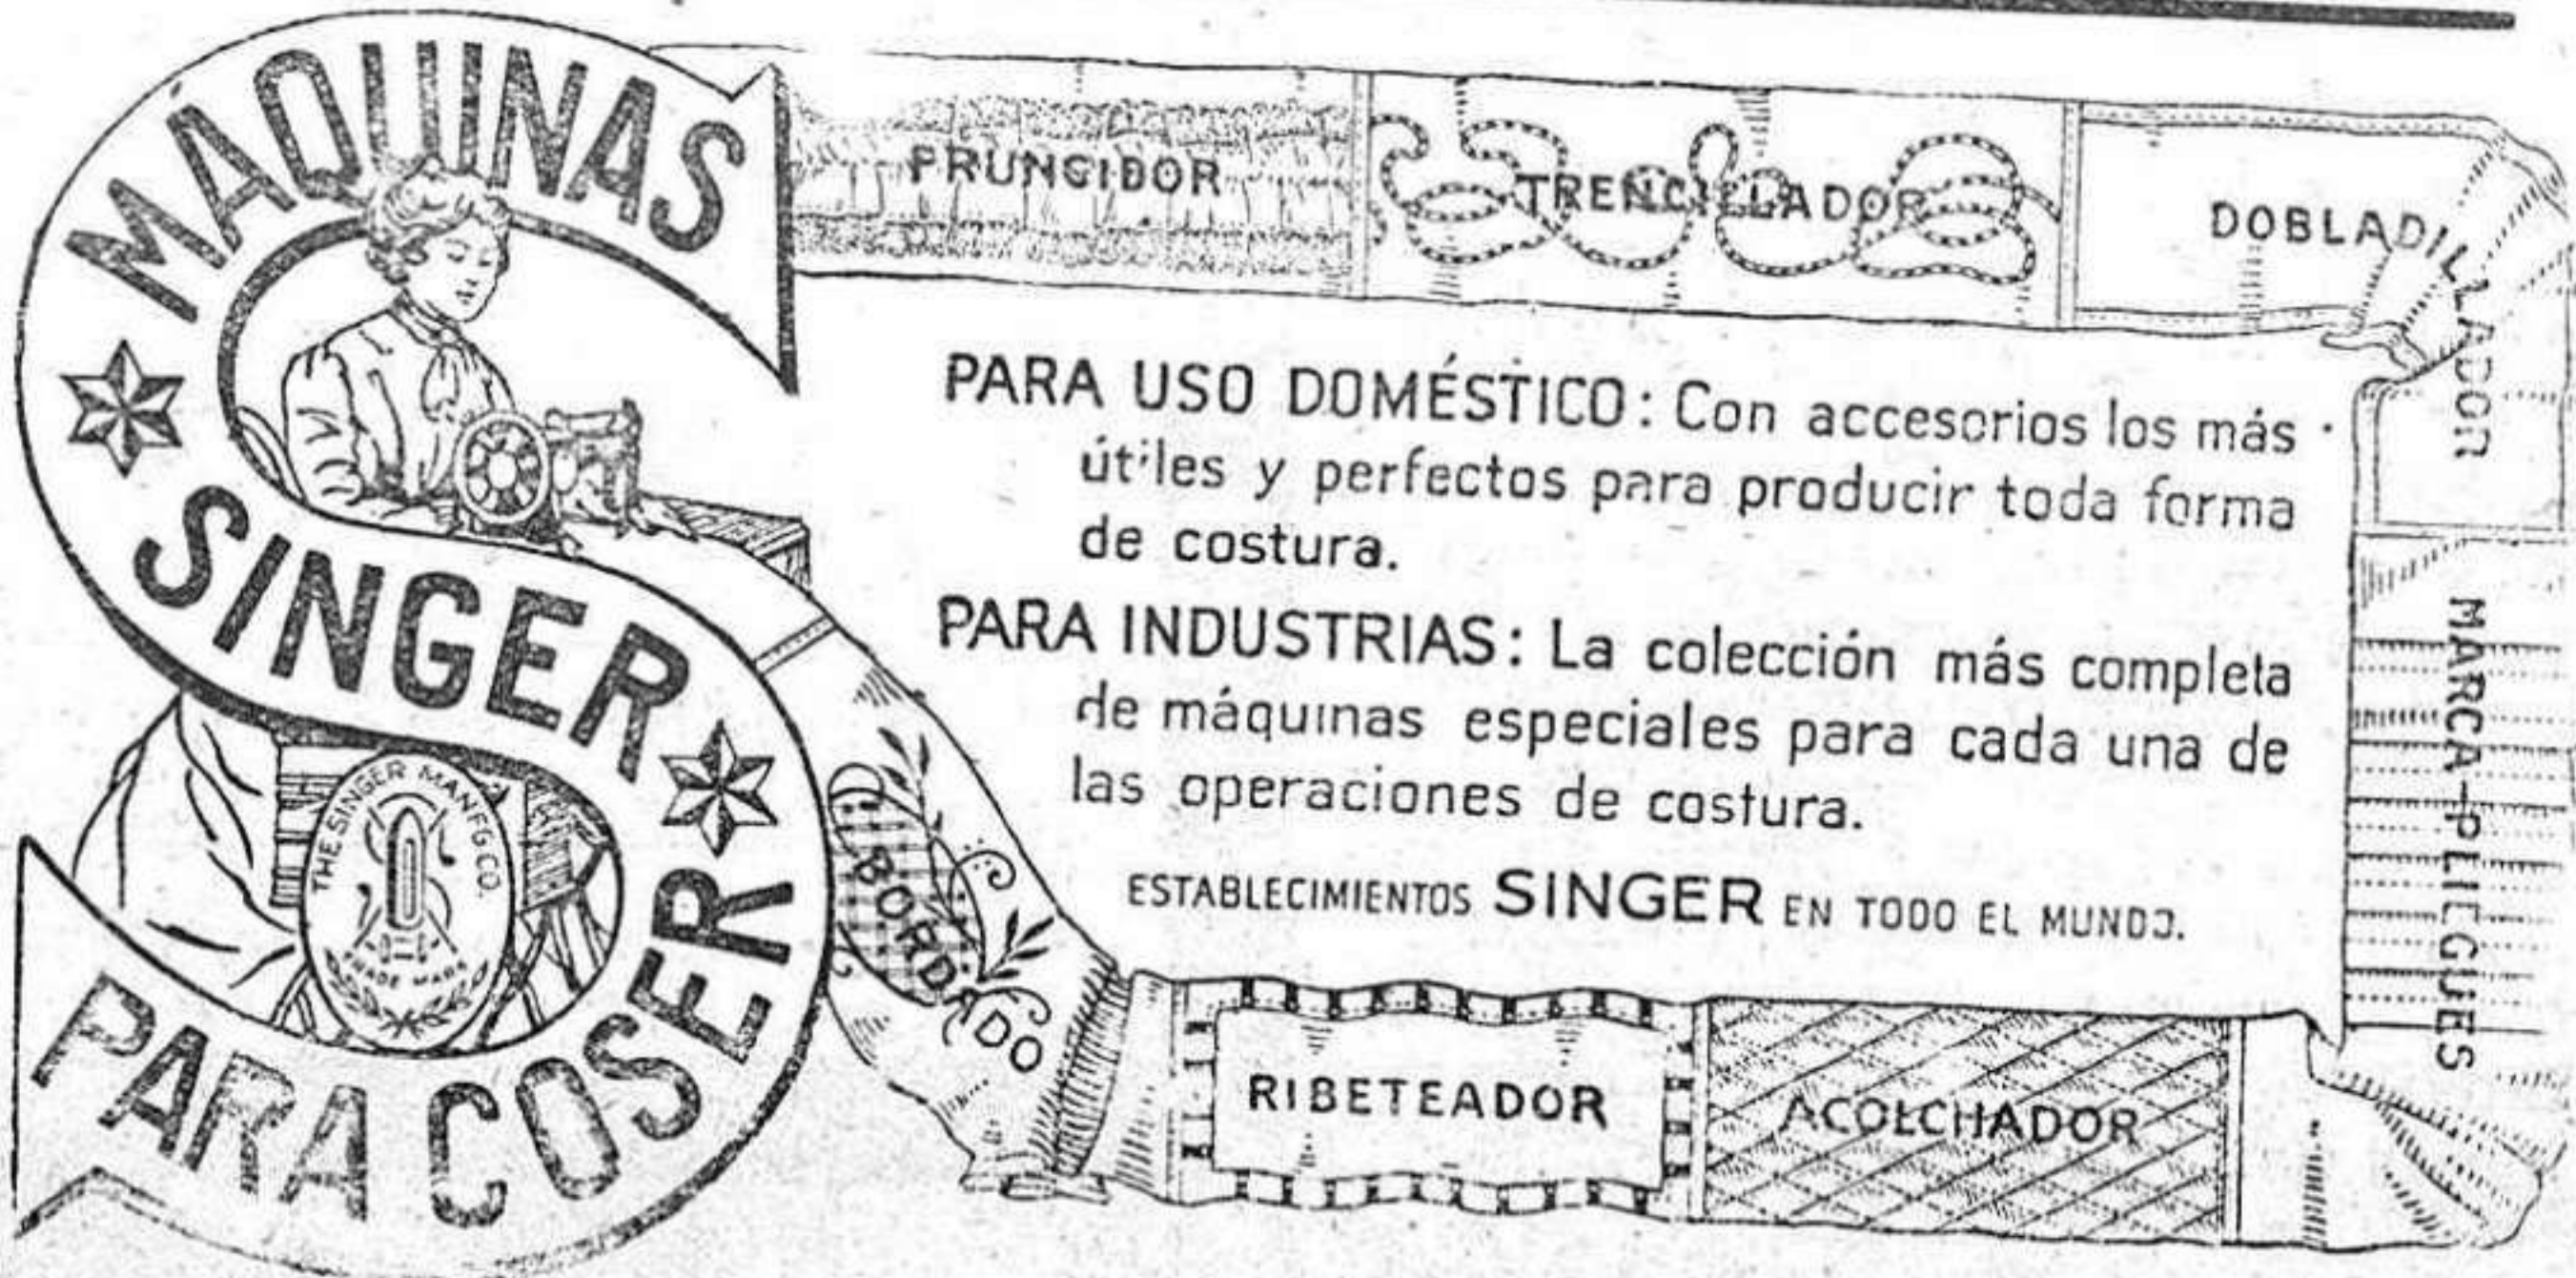 MAQUINAS
SINGER
PARA COSER
THE SINGER MANFG CO.
TRADE MARK
FRUNCIDOR
TRENCILLADOR
DOBLADILLADOR
MARCA-PLIEGUES
PARA USO DOMÉSTICO: Con accesorios los más
útiles y perfectos para producir toda forma
de costura.
PARA INDUSTRIAS: La colección más completa
de máquinas especiales para cada una de
las operaciones de costura.
ESTABLECIMIENTOS SINGER EN TODO EL MUNDO.
BORDADO
RIBETEADOR
ACOLCHADOR